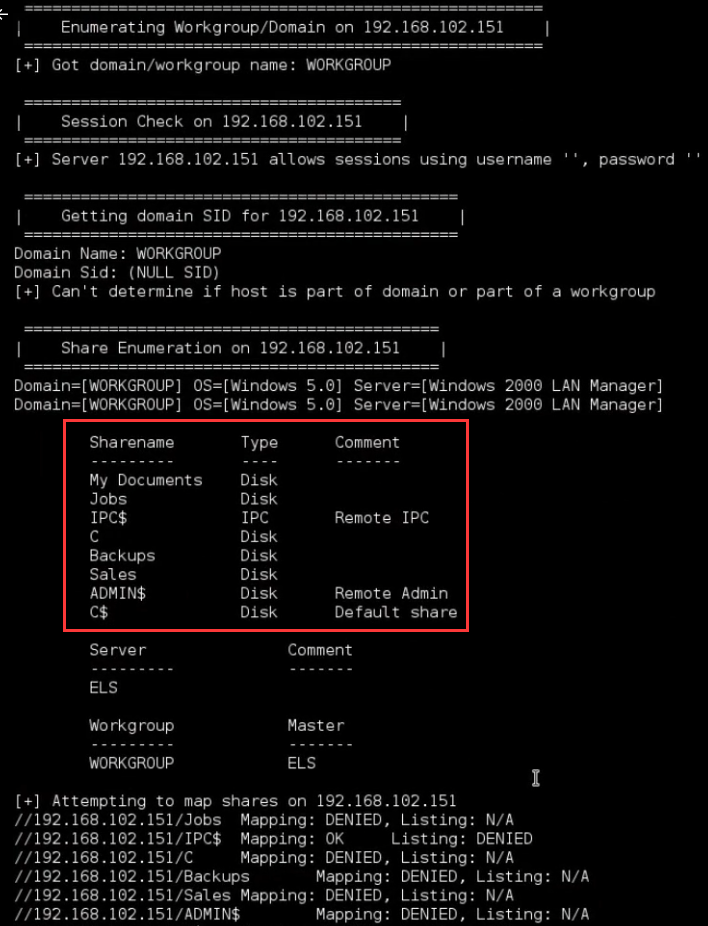 =======================================================
|    Enumerating Workgroup/Domain on 192.168.102.151    |
=======================================================
[+] Got domain/workgroup name: WORKGROUP
========================================
|    Session Check on 192.168.102.151    |
========================================
[+] Server 192.168.102.151 allows sessions using username '', password ''
==============================================
|    Getting domain SID for 192.168.102.151    |
==============================================
Domain Name: WORKGROUP
Domain Sid: (NULL SID)
[+] Can't determine if host is part of domain or part of a workgroup
============================================
|    Share Enumeration on 192.168.102.151    |
============================================
Domain=[WORKGROUP] OS=[Windows 5.0] Server=[Windows 2000 LAN Manager]
Domain=[WORKGROUP] OS=[Windows 5.0] Server=[Windows 2000 LAN Manager]
Sharename       Type      Comment
---------       ----      -------
My Documents    Disk
Jobs            Disk
IPC$            IPC       Remote IPC
C               Disk
Backups         Disk
Sales           Disk
ADMIN$          Disk      Remote Admin
C$              Disk      Default share
Server               Comment
---------            -------
ELS
Workgroup            Master
---------            -------
WORKGROUP            ELS
[+] Attempting to map shares on 192.168.102.151
//192.168.102.151/Jobs  Mapping: DENIED, Listing: N/A
//192.168.102.151/IPC$  Mapping: OK     Listing: DENIED
//192.168.102.151/C     Mapping: DENIED, Listing: N/A
//192.168.102.151/Backups       Mapping: DENIED, Listing: N/A
//192.168.102.151/Sales Mapping: DENIED, Listing: N/A
//192.168.102.151/ADMIN$        Mapping: DENIED, Listing: N/A